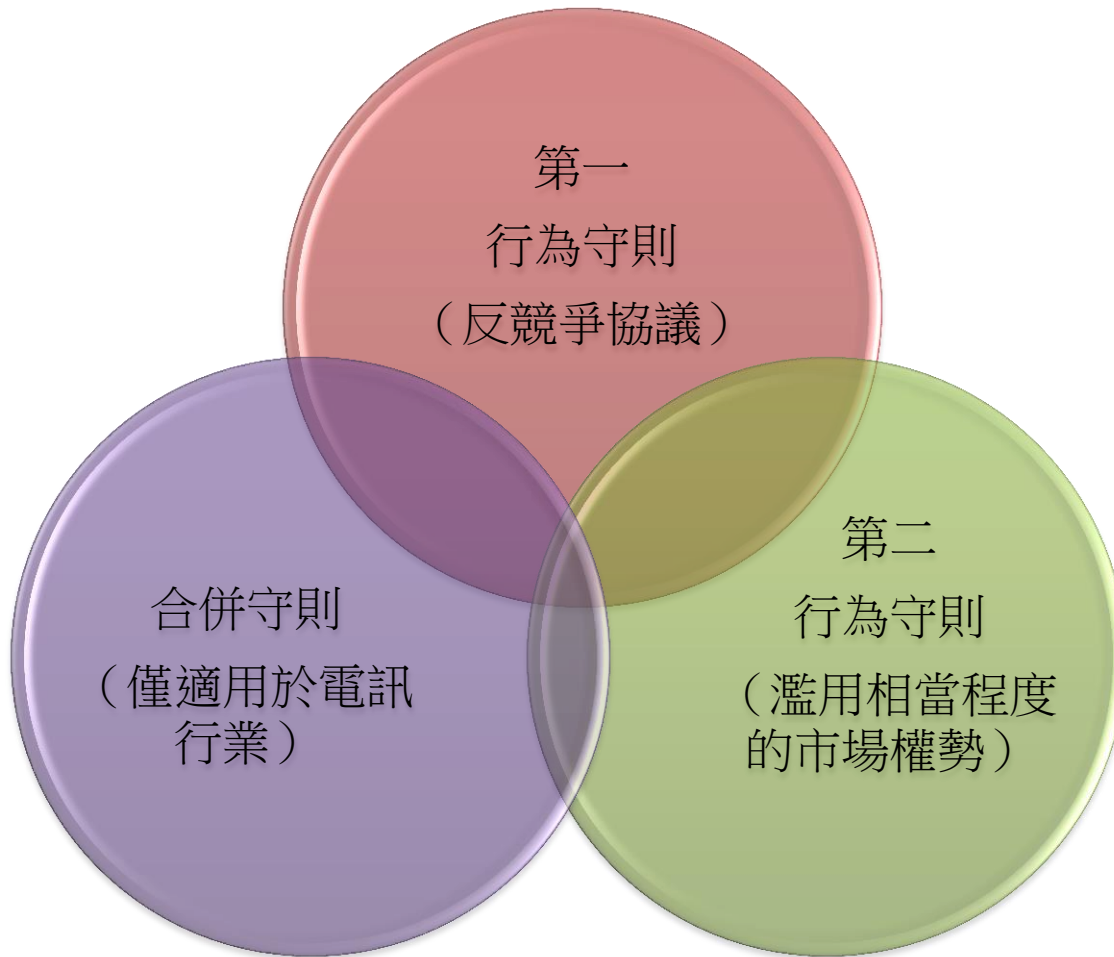 第一
行為守則
（反競爭協議）
合併守則
（僅適用於電訊
行業）
第二
行為守則
（濫用相當程度
的市場權勢）